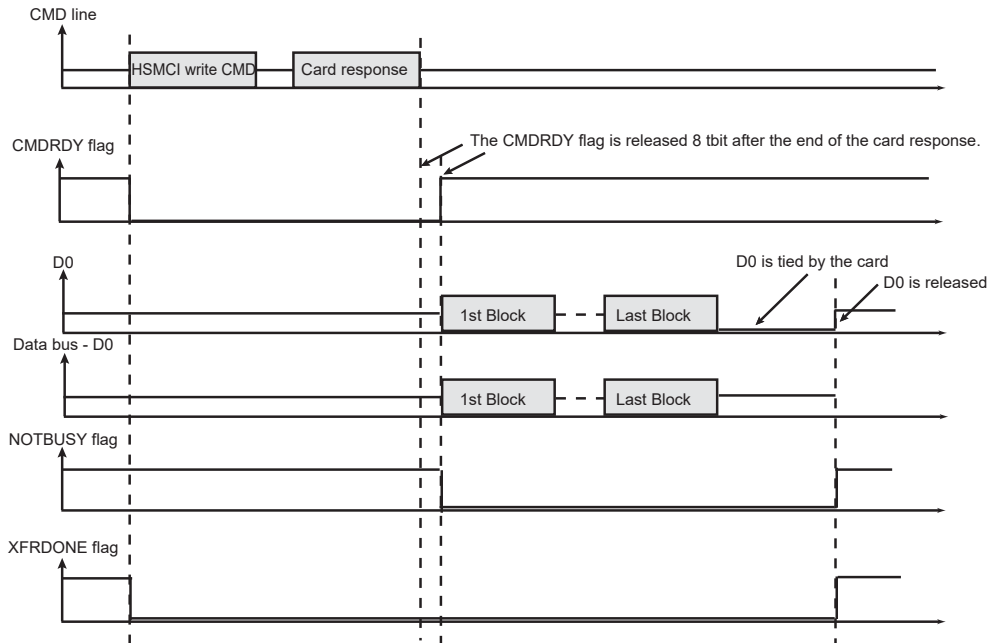 CMD line
HSMCI write CMD
Card response
CMDRDY flag
The CMDRDY flag is released 8 tbit after the end of the card response.
D0
D0 is tied by the card
D0 is released
1st Block
Last Block
Data bus - D0
1st Block
Last Block
NOTBUSY flag
XFRDONE flag